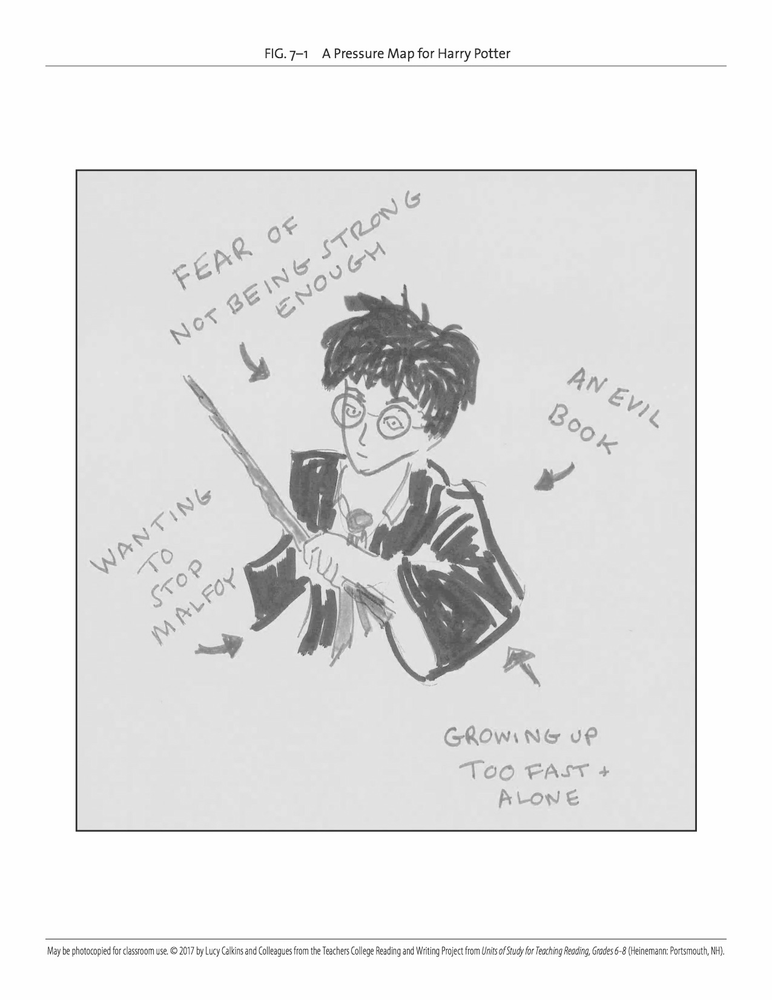 FIG. 7–1 A Pressure Map for Harry Potter
FEAR OF
NOT BEING STRONG
ENOUGH
AN EVIL
BOOK
WANTING
TO
STOP
MALFOY
GROWING UP
TOO FAST +
ALONE
May be photocopied for classroom use. © 2017 by Lucy Calkins and Colleagues from the Teachers College Reading and Writing Project from Units of Study for Teaching Reading, Grades 6–8 (Heinemann: Portsmouth, NH).